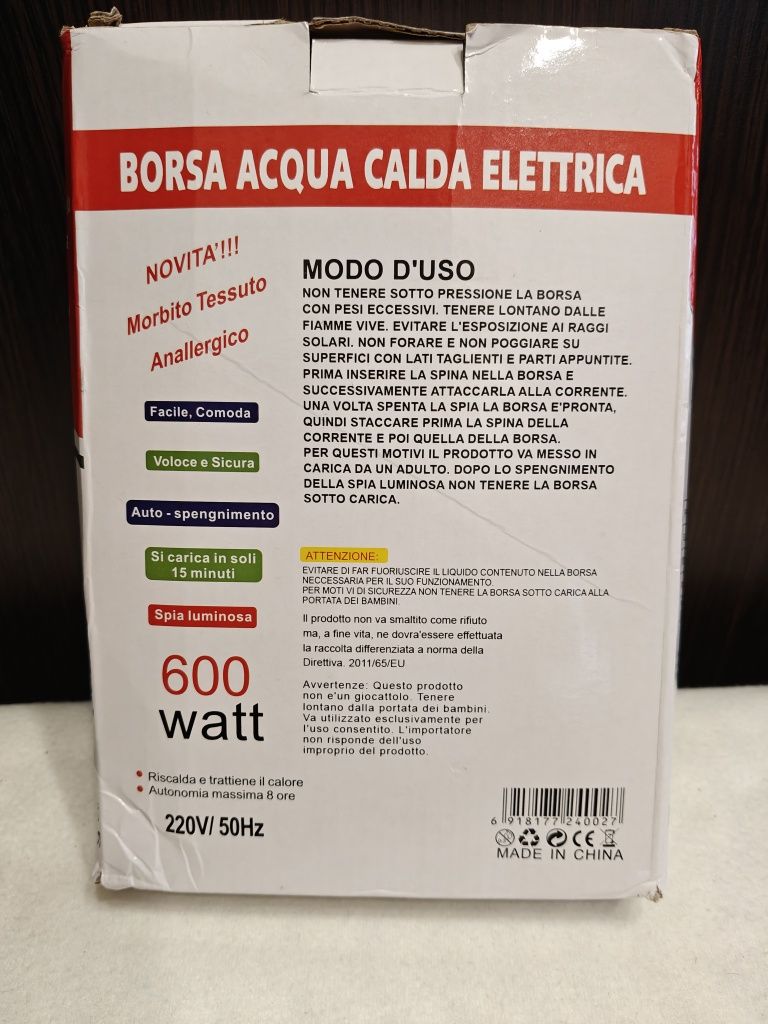 BORSA ACQUA CALDA ELETTRICA
NOVITA'!!!
Morbito Tessuto
Anallergico
Facile, Comoda
Voloce e Sicura
Auto - spengnimento
Si carica in soli
15 minuti
Spia luminosa
600
watt
Riscalda e trattiene il calore
Autonomia massima 8 ore
220V/ 50Hz
MODO D'USO
NON TENERE SOTTO PRESSIONE LA BORSA
CON PESI ECCESSIVI. TENERE LONTANO DALLE
FIAMME VIVE. EVITARE L'ESPOSIZIONE AI RAGGI
SOLARI. NON FORARE E NON POGGIARE SU
SUPERFICI CON LATI TAGLIENTI E PARTI APPUNTITE.
PRIMA INSERIRE LA SPINA NELLA BORSA E
SUCCESSIVAMENTE ATTACCARLA ALLA CORRENTE.
UNA VOLTA SPENTA LA SPIA LA BORSA E'PRONTA,
QUINDI STACCARE PRIMA LA SPINA DELLA
CORRENTE E POI QUELLA DELLA BORSA.
PER QUESTI MOTIVI IL PRODOTTO VA MESSO IN
CARICA DA UN ADULTO. DOPO LO SPENGNIMENTO
DELLA SPIA LUMINOSA NON TENERE LA BORSA
SOTTO CARICA.
ATTENZIONE:
EVITARE DI FAR FUORIUSCIRE IL LIQUIDO CONTENUTO NELLA BORSA
NECCESSARIA PER IL SUO FUNZIONAMENTO.
PER MOTI VI DI SICUREZZA NON TENERE LA BORSA SOTTO CARICA ALLA
PORTATA DEI BAMBINI.
Il prodotto non va smaltito come rifiuto
ma, a fine vita, ne dovra'essere effettuata
la raccolta differenziata a norma della
Direttiva. 2011/65/EU
Avvertenze: Questo prodotto
non e'un giocattolo. Tenere
lontano dalla portata dei bambini.
Va utilizzato esclusivamente per
l'uso consentito. L'importatore
non risponde dell'uso
improprio del prodotto.
6 918177 240027
CE
MADE IN CHINA